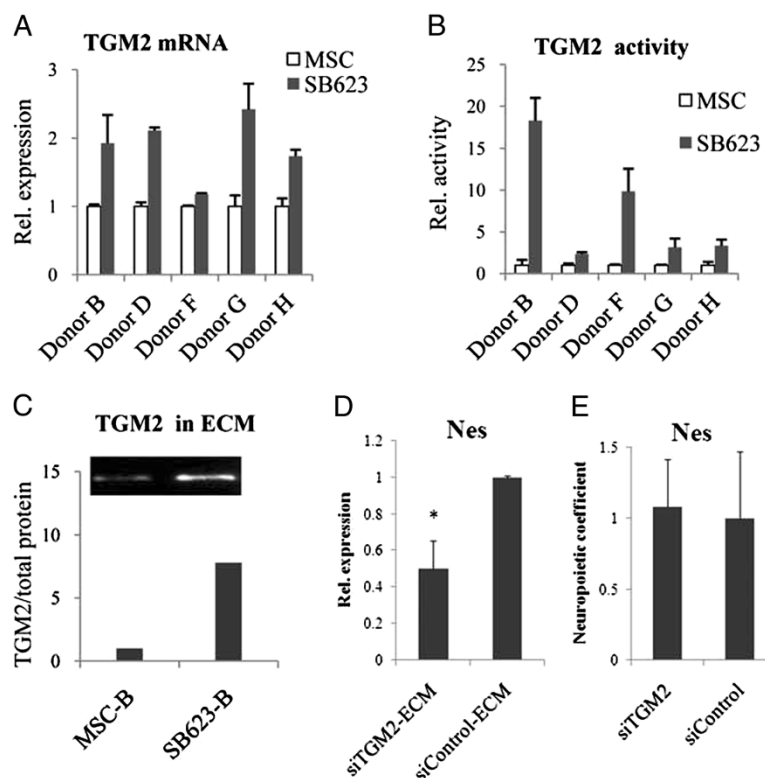 A
TGM2 mRNA
MSC
SB623
Rel. expression
3
2
1
0
Donor B
Donor D
Donor F
Donor G
Donor H
B
TGM2 activity
MSC
SB623
Rel. activity
25
20
15
10
5
0
Donor B
Donor D
Donor F
Donor G
Donor H
C
TGM2 in ECM
TGM2/total protein
15
10
5
0
MSC-B
SB623-B
D
Nes
Rel. expression
1.2
1
0.8
0.6
0.4
0.2
0
*
siTGM2-ECM
siControl-ECM
E
Nes
Neuropoietic coefficient
1.5
1
0.5
0
siTGM2
siControl